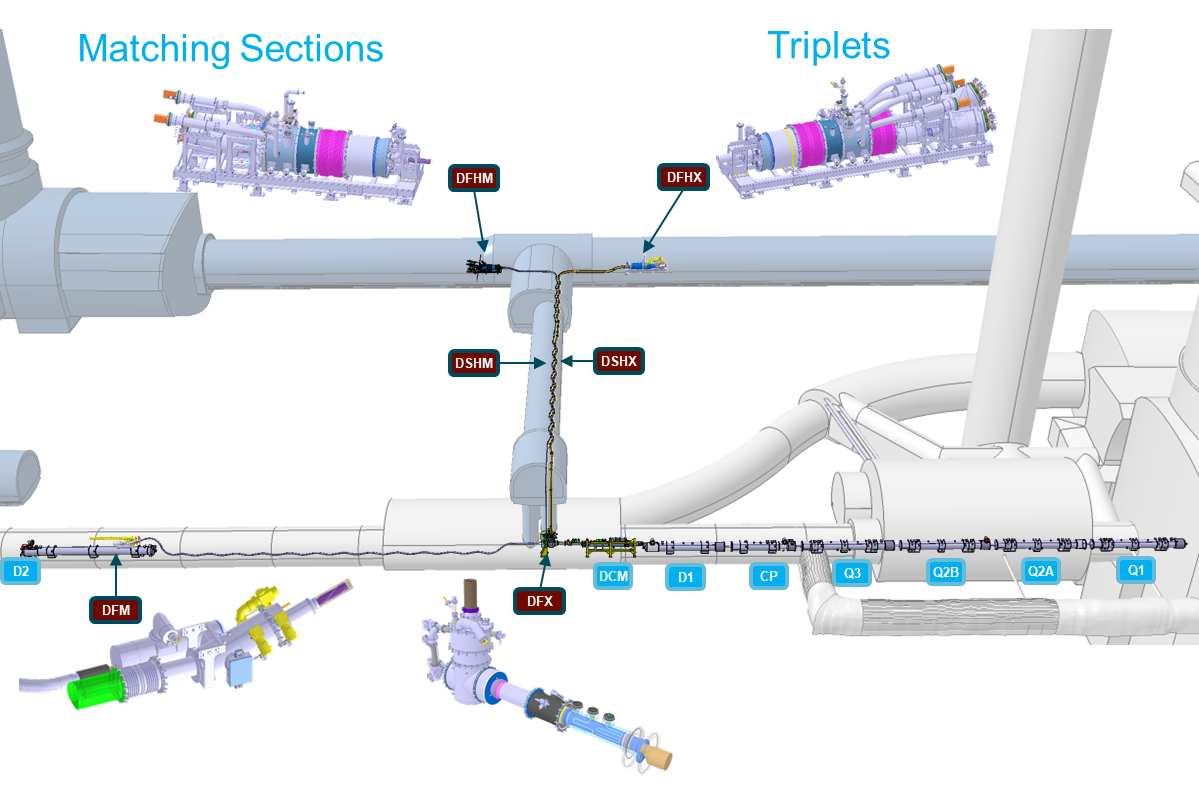 Matching Sections
Triplets
DFHM
DFHX
DSHM
DSHX
D2
DFM
DFX
DCM
D1
CP
Q3
Q2B
Q2A
Q1